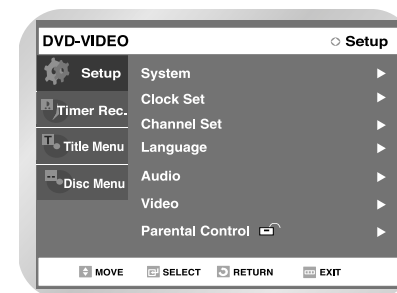 DVD-VIDEO Setup
Setup
Timer Rec.
Title Menu
Disc Menu
System
Clock Set
Channel Set
Language
Audio
Video
Parental Control
MOVE SELECT RETURN EXIT